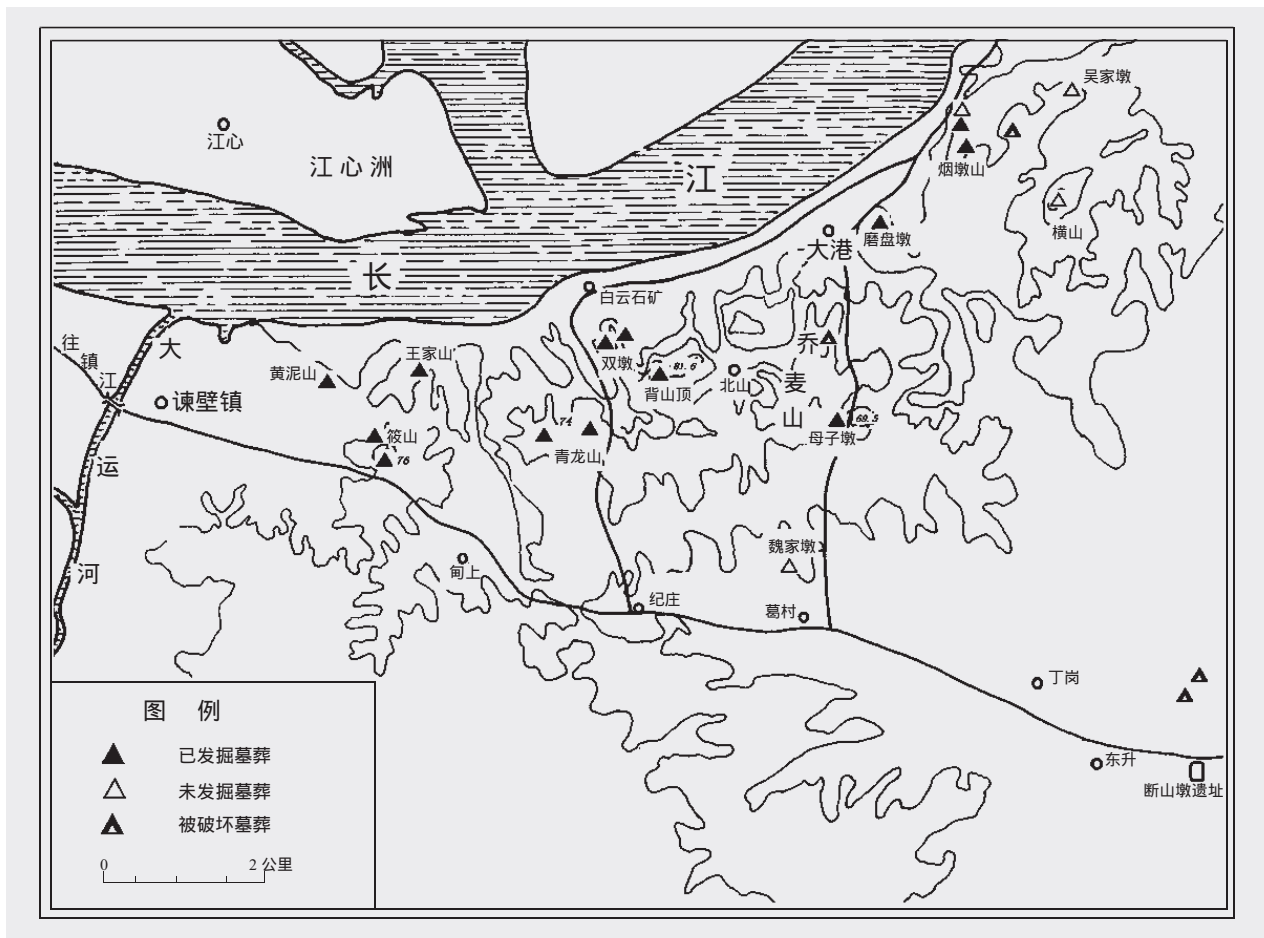 吴家墩
江心
江心洲
江
烟墩山
横山
大港
磨盘墩
长
白云石矿
往镇江
大运河
谏壁镇
黄泥山
王家山
双墩
81.6
背山顶
北山
乔麦山
69.5
母子墩
筱山
76
74
青龙山
魏家墩
甸上
纪庄
葛村
丁岗
东升
断山墩遗址
图 例
已发掘墓葬
未发掘墓葬
被破坏墓葬
0 2 公里